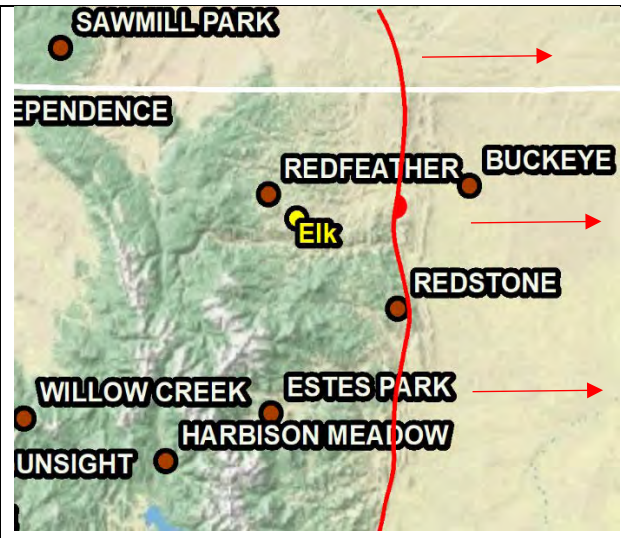 SAWMILL PARK
EPENDENCE
REDFEATHER
BUCKEYE
Elk
REDSTONE
WILLOW CREEK
ESTES PARK
HARBISON MEADOW
UNSIGHT